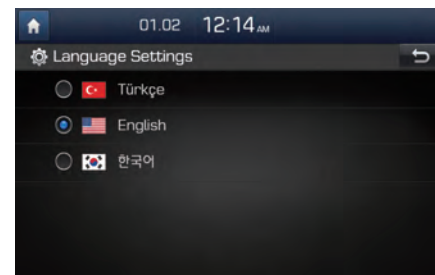 01.02 12:14 AM
Language Settings
Türkçe
English
한국어